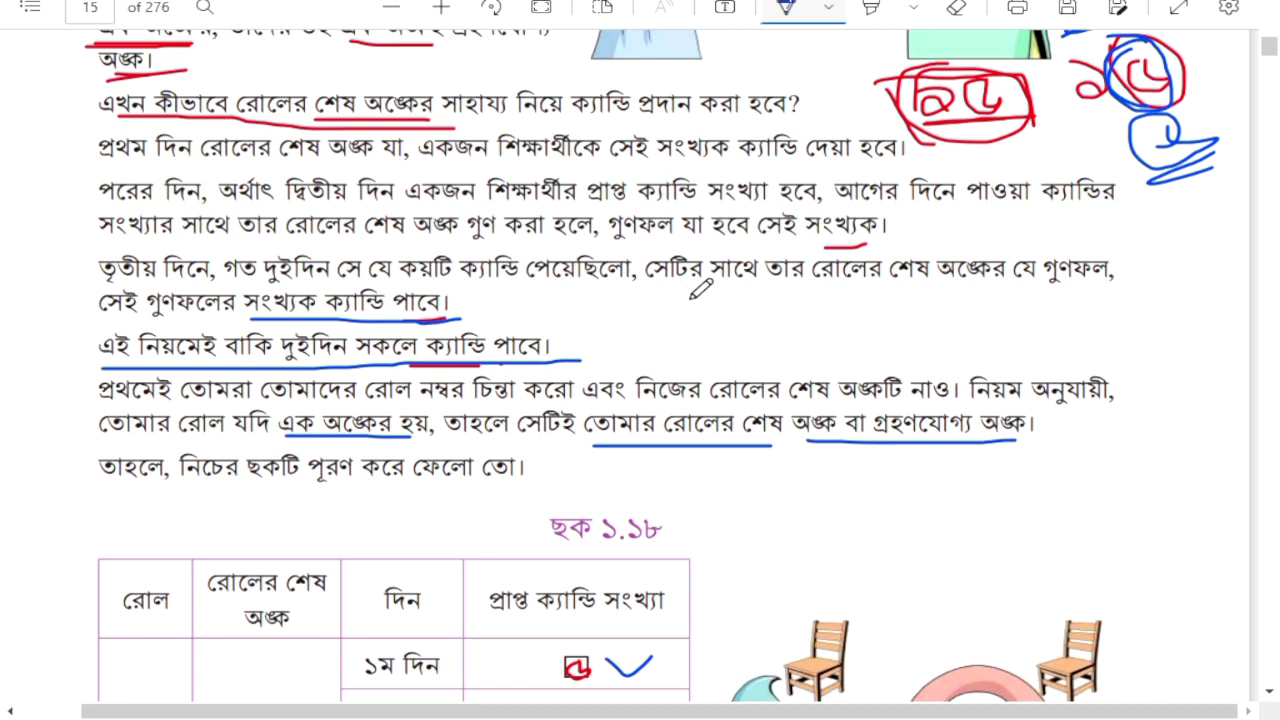 15 of 276
অঙ্ক।
এখন কীভাবে রোলের শেষ অঙ্কের সাহায্য নিয়ে ক্যান্ডি প্রদান করা হবে?
প্রথম দিন রোলের শেষ অঙ্ক যা, একজন শিক্ষার্থীকে সেই সংখ্যক ক্যান্ডি দেয়া হবে।
পরের দিন, অর্থাৎ দ্বিতীয় দিন একজন শিক্ষার্থীর প্রাপ্ত ক্যান্ডি সংখ্যা হবে, আগের দিনে পাওয়া ক্যান্ডির
সংখ্যার সাথে তার রোলের শেষ অঙ্ক গুণ করা হলে, গুণফল যা হবে সেই সংখ্যক।
তৃতীয় দিনে, গত দুইদিন সে যে কয়টি ক্যান্ডি পেয়েছিলো, সেটির সাথে তার রোলের শেষ অঙ্কের যে গুণফল,
সেই গুণফলের সংখ্যক ক্যান্ডি পাবে।
এই নিয়মেই বাকি দুইদিন সকলে ক্যান্ডি পাবে।
প্রথমেই তোমরা তোমাদের রোল নম্বর চিন্তা করো এবং নিজের রোলের শেষ অঙ্কটি নাও। নিয়ম অনুযায়ী,
তোমার রোল যদি এক অঙ্কের হয়, তাহলে সেটিই তোমার রোলের শেষ অঙ্ক বা গ্রহণযোগ্য অঙ্ক।
তাহলে, নিচের ছকটি পূরণ করে ফেলো তো।
ছক ১.১৮
রোল রোলের শেষ অঙ্ক দিন প্রাপ্ত ক্যান্ডি সংখ্যা
১ম দিন